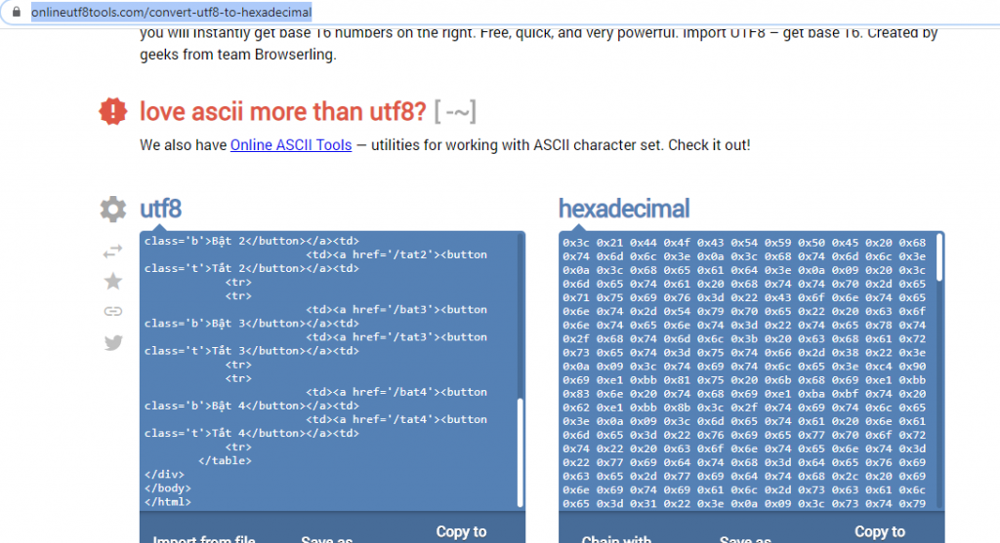 onlineutf8tools.com/convert-utf8-to-hexadecimal
you will instantly get base 16 numbers on the right. Free, quick, and very powerful. Import UTF8 – get base 16. Created by
geeks from team Browserling.
love ascii more than utf8? [ -~]
We also have Online ASCII Tools — utilities for working with ASCII character set. Check it out!
utf8
class='b'>Bật 2</button></a><td>
<td><a href='/tat2'><button
class='t'>Tắt 2</button></a><td>
<tr>
<tr>
<td><a href='/bat3'><button
class='b'>Bật 3</button></a><td>
<td><a href='/tat3'><button
class='t'>Tắt 3</button></a><td>
<tr>
<tr>
<td><a href='/bat4'><button
class='b'>Bật 4</button></a><td>
<td><a href='/tat4'><button
class='t'>Tắt 4</button></a><td>
<tr>
</table>
</div>
</body>
</html>
Import from file
Save as
Copy to
hexadecimal
0x3c 0x21 0x44 0x4f 0x43 0x54 0x59 0x50 0x45 0x20 0x68
0x74 0x6d 0x6c 0x3e 0x0a 0x3c 0x68 0x74 0x6d 0x6c 0x3e
0x0a 0x3c 0x68 0x65 0x61 0x64 0x3e 0x0a 0x09 0x20 0x3c
0x6d 0x65 0x74 0x61 0x20 0x68 0x74 0x74 0x70 0x2d 0x65
0x71 0x75 0x69 0x76 0x3d 0x22 0x43 0x6f 0x6e 0x74 0x65
0x6e 0x74 0x2d 0x54 0x79 0x70 0x65 0x22 0x20 0x63 0x6f
0x6e 0x74 0x65 0x6e 0x74 0x3d 0x22 0x74 0x65 0x78 0x74
0x2f 0x68 0x74 0x6d 0x6c 0x3b 0x20 0x63 0x68 0x61 0x72
0x73 0x65 0x74 0x3d 0x75 0x74 0x66 0x2d 0x38 0x22 0x3e
0x0a 0x09 0x3c 0x74 0x69 0x74 0x6c 0x65 0x3e 0xc4 0x90
0x69 0xe1 0xbb 0x81 0x75 0x20 0x6b 0x68 0x69 0xe1 0xbb
0x83 0x6e 0x20 0x74 0x68 0x69 0xe1 0xba 0xbf 0x74 0x20
0x62 0xe1 0xbb 0x8b 0x3c 0x2f 0x74 0x69 0x74 0x6c 0x65
0x3e 0x0a 0x09 0x3c 0x6d 0x65 0x74 0x61 0x20 0x6e 0x61
0x6d 0x65 0x3d 0x22 0x76 0x69 0x65 0x77 0x70 0x6f 0x72
0x74 0x22 0x20 0x63 0x6f 0x6e 0x74 0x65 0x6e 0x74 0x3d
0x22 0x77 0x69 0x64 0x74 0x68 0x3d 0x64 0x65 0x76 0x69
0x63 0x65 0x2d 0x77 0x69 0x64 0x74 0x68 0x2c 0x20 0x69
0x6e 0x69 0x74 0x69 0x61 0x6c 0x2d 0x73 0x63 0x61 0x6c
0x65 0x3d 0x31 0x22 0x3e 0x0a 0x09 0x3c 0x73 0x74 0x79
Chain with
Save as
Copy to